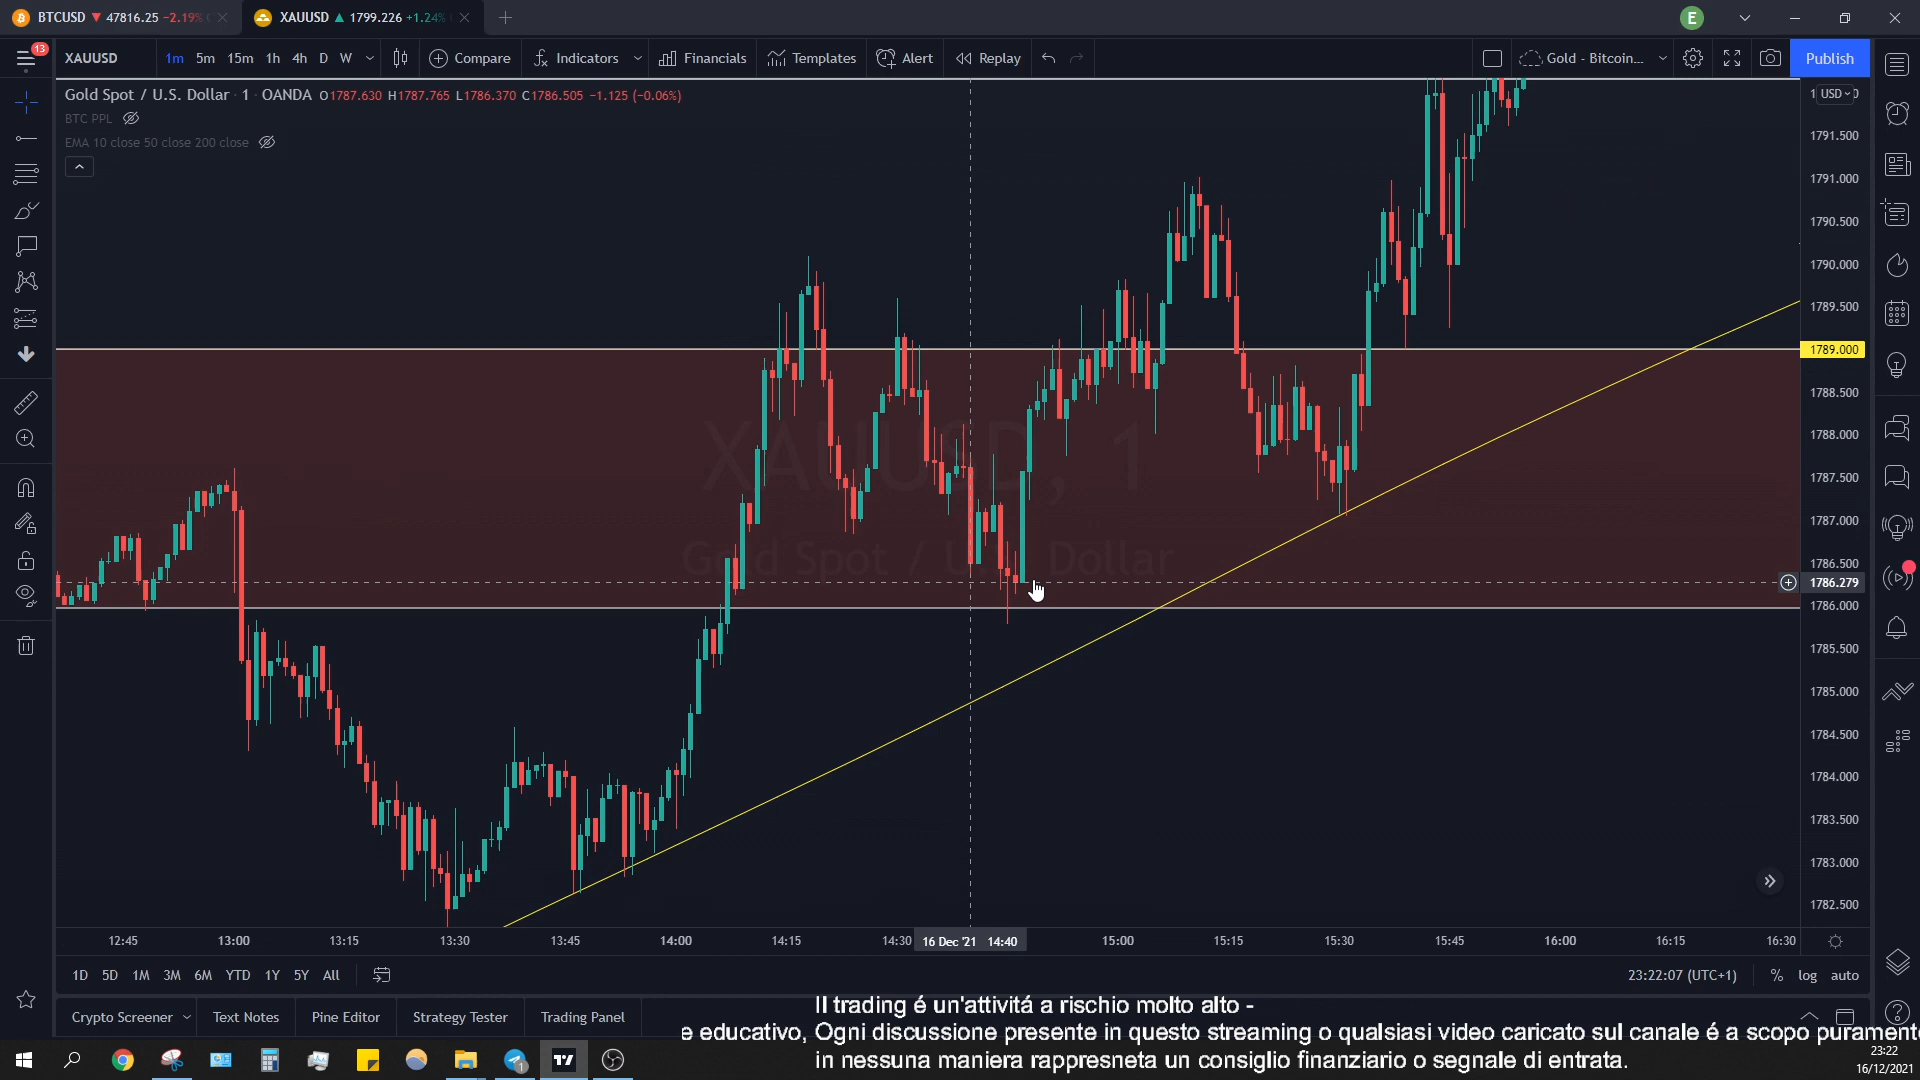 BTCUSD ▼ 47816.25 −2.19%
XAUUSD ▲ 1799.226 +1.24%
E
13
XAUUSD
1m 5m 15m 1h 4h D W
Compare
Indicators
Financials
Templates
Alert
Replay
Gold - Bitcoin...
Publish
Gold Spot / U.S. Dollar · 1 · OANDA O1787.630 H1787.765 L1786.370 C1786.505 −1.125 (−0.06%)
BTC PPL
EMA 10 close 50 close 200 close
USD
1791.500
1791.000
1790.500
1790.000
1789.500
1789.000
1788.500
1788.000
1787.500
1787.000
1786.500
1786.279
1786.000
1785.500
1785.000
1784.500
1784.000
1783.500
1783.000
1782.500
XAUUSD, 1
Gold Spot / U.S. Dollar
12:45 13:00 13:15 13:30 13:45 14:00 14:15 14:30 16 Dec '21 14:40 15:00 15:15 15:30 15:45 16:00 16:15 16:30
1D 5D 1M 3M 6M YTD 1Y 5Y All
23:22:07 (UTC+1) % log auto
Crypto Screener Text Notes Pine Editor Strategy Tester Trading Panel
Il trading é un'attivitá a rischio molto alto -
e educativo, Ogni discussione presente in questo streaming o qualsiasi video caricato sul canale é a scopo purament
in nessuna maniera rappresneta un consiglio finanziario o segnale di entrata.
1
23:22
16/12/2021